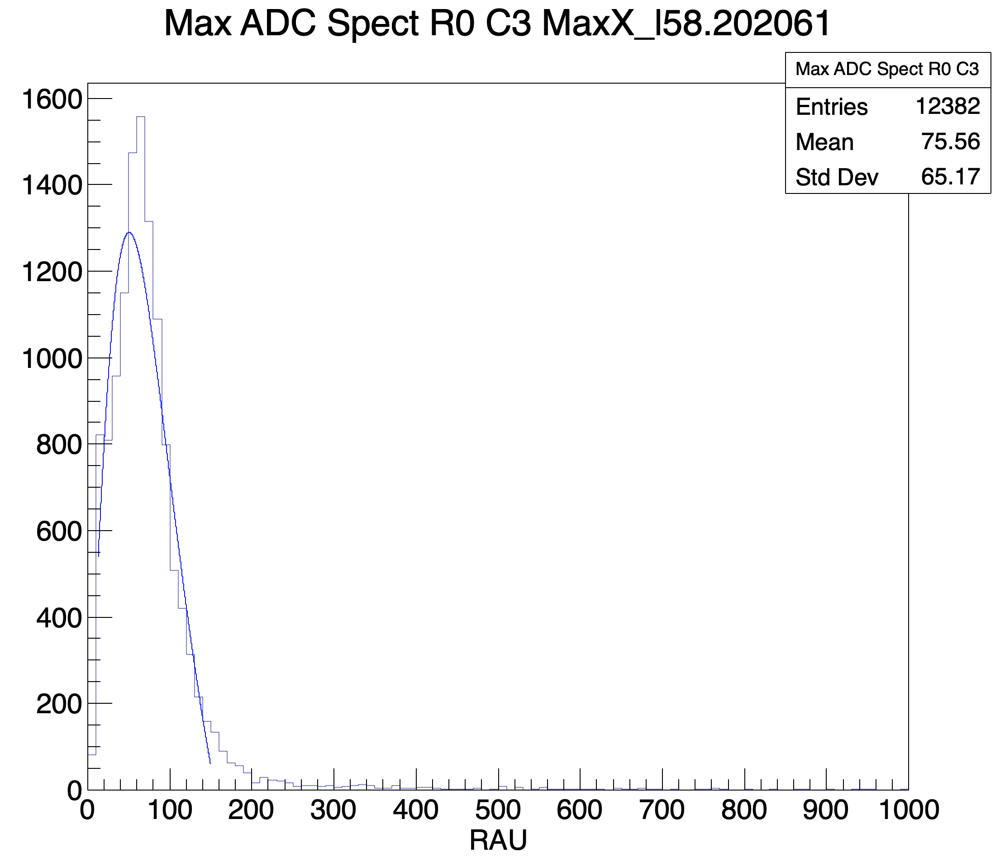 Max ADC Spect R0 C3 MaxX_I58.202061
Max ADC Spect R0 C3
Entries 12382
Mean 75.56
Std Dev 65.17
1600
1400
1200
1000
800
600
400
200
0
0 100 200 300 400 500 600 700 800 900 1000
RAU